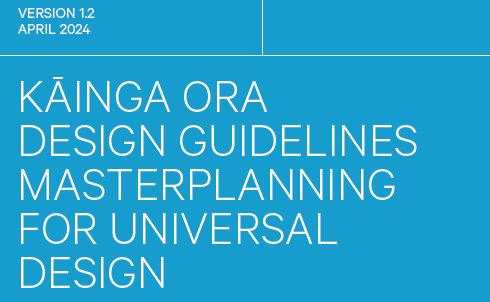 VERSION 1.2
APRIL 2024
KĀINGA ORA
DESIGN GUIDELINES
MASTERPLANNING
FOR UNIVERSAL
DESIGN